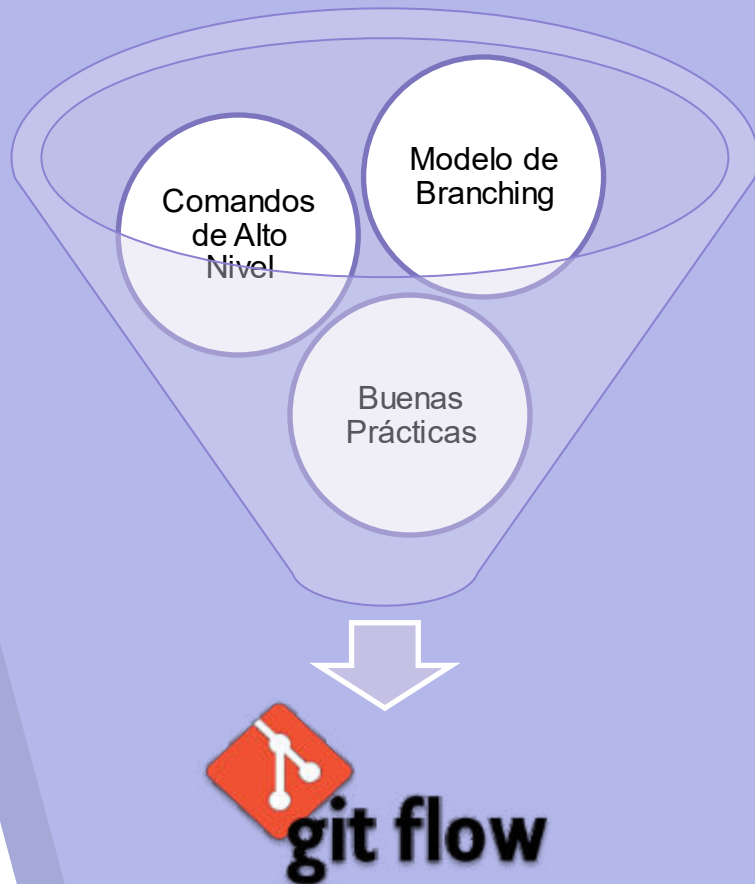 Comandos
de Alto
Nivel
Modelo de
Branching
Buenas
Prácticas
git flow